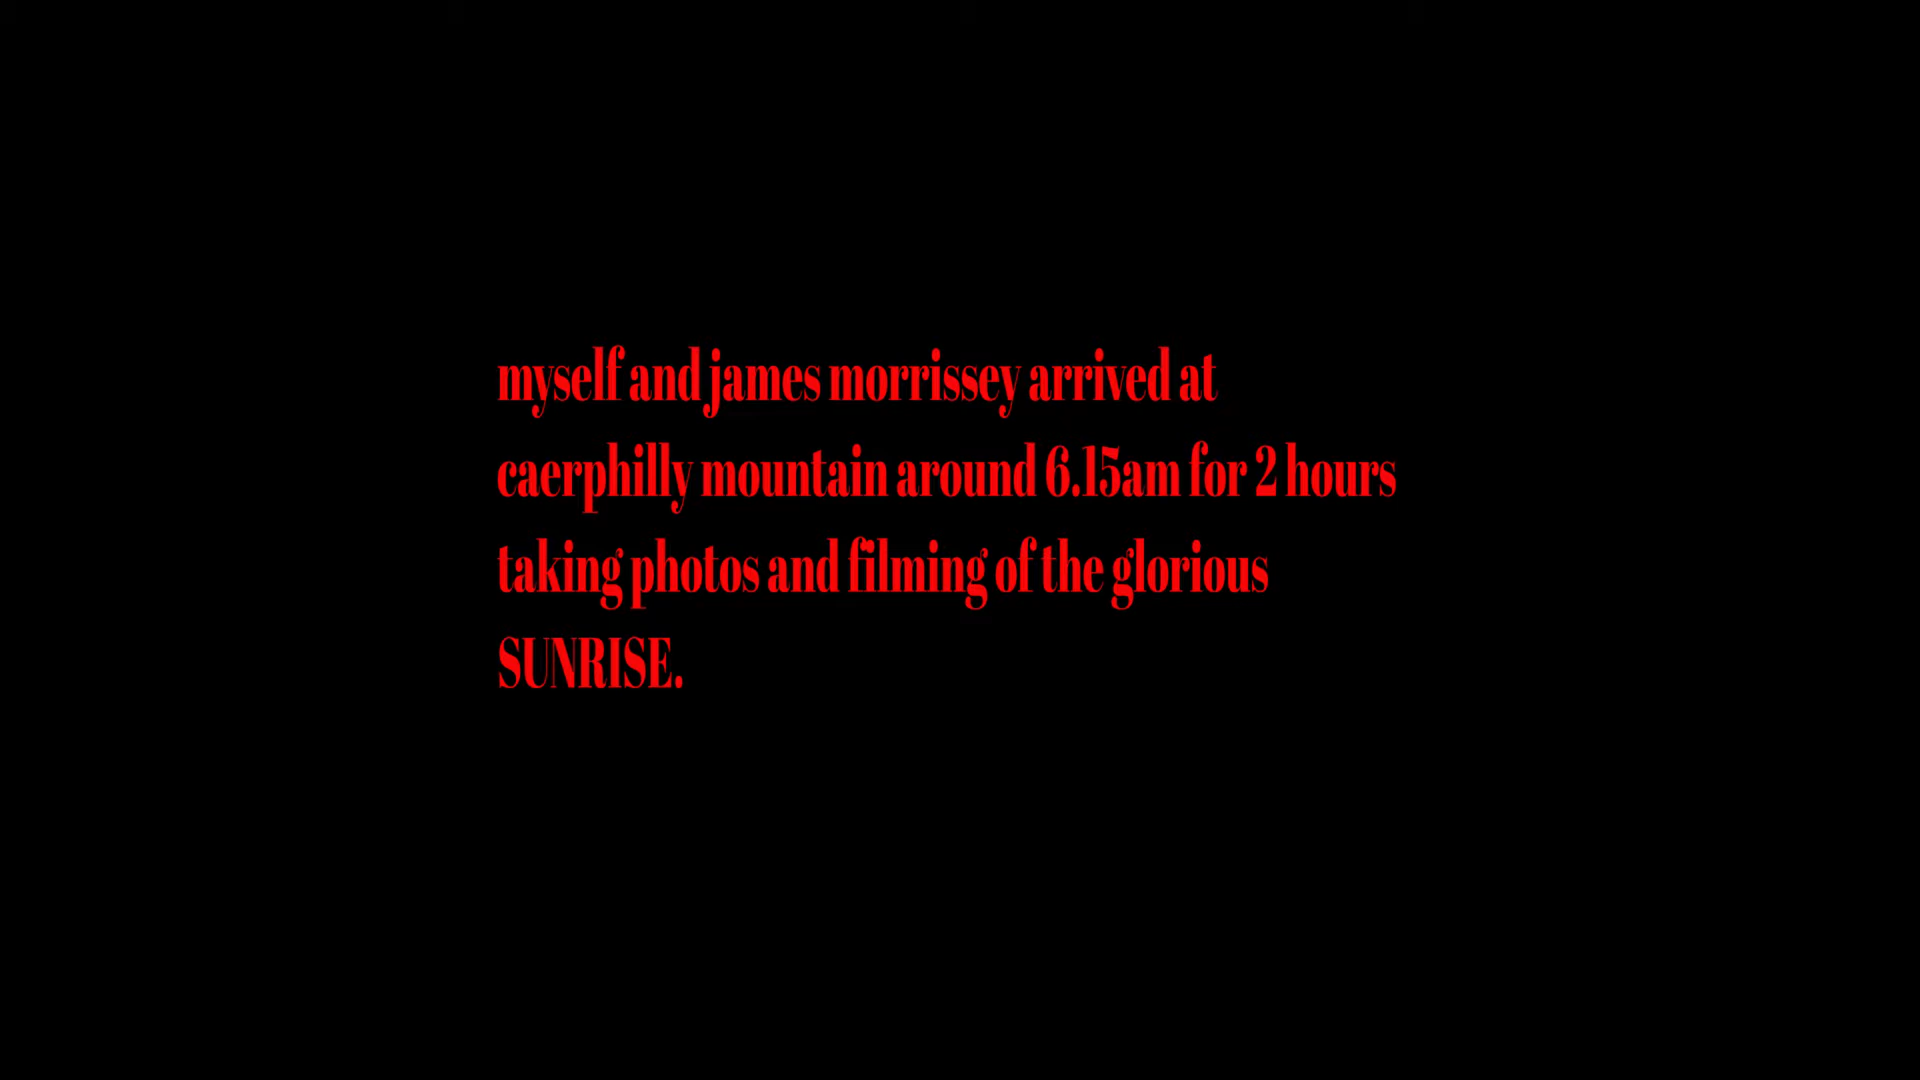 myself and james morrissey arrived at
caerphilly mountain around 6.15am for 2 hours
taking photos and filming of the glorious
SUNRISE.